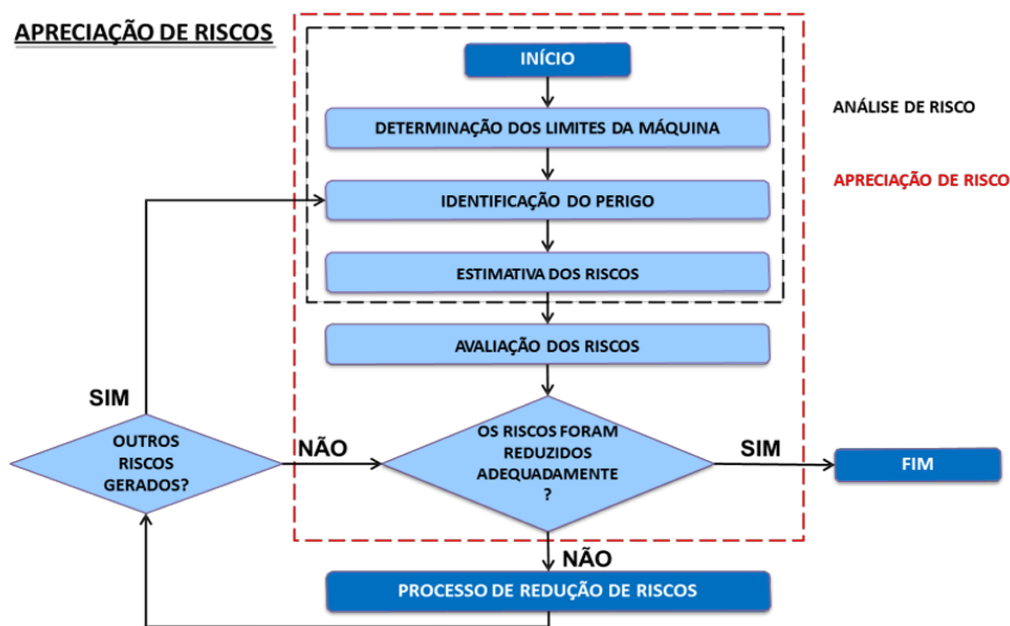 APRECIAÇÃO DE RISCOS
INÍCIO
DETERMINAÇÃO DOS LIMITES DA MÁQUINA
ANÁLISE DE RISCO
IDENTIFICAÇÃO DO PERIGO
APRECIAÇÃO DE RISCO
ESTIMATIVA DOS RISCOS
AVALIAÇÃO DOS RISCOS
SIM
OUTROS
RISCOS
GERADOS?
NÃO
OS RISCOS FORAM
REDUZIDOS
ADEQUADAMENTE
?
SIM
FIM
NÃO
PROCESSO DE REDUÇÃO DE RISCOS